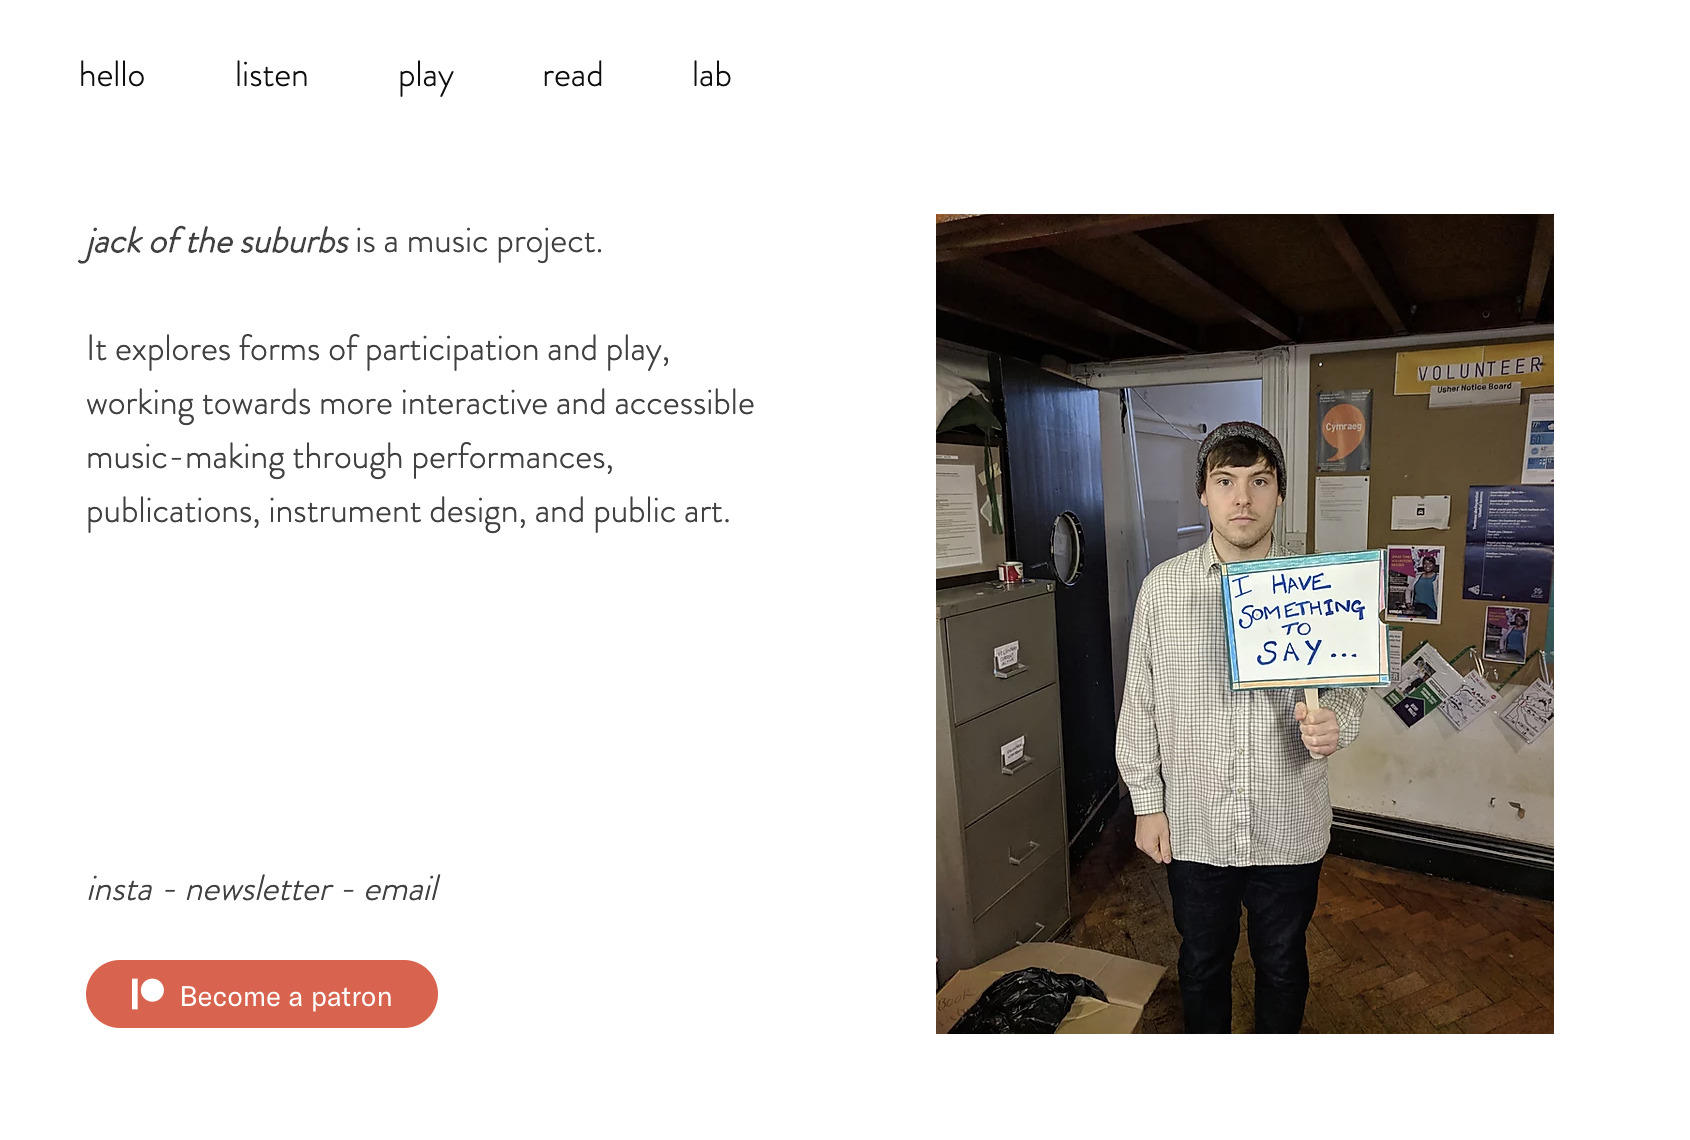 hello listen play read lab
jack of the suburbs is a music project.
It explores forms of participation and play,
working towards more interactive and accessible
music-making through performances,
publications, instrument design, and public art.
insta - newsletter - email
Become a patron
VOLUNTEER
Usher Notice Board
Cymraeg
I HAVE
SOMETHING
TO
SAY...
BOOK